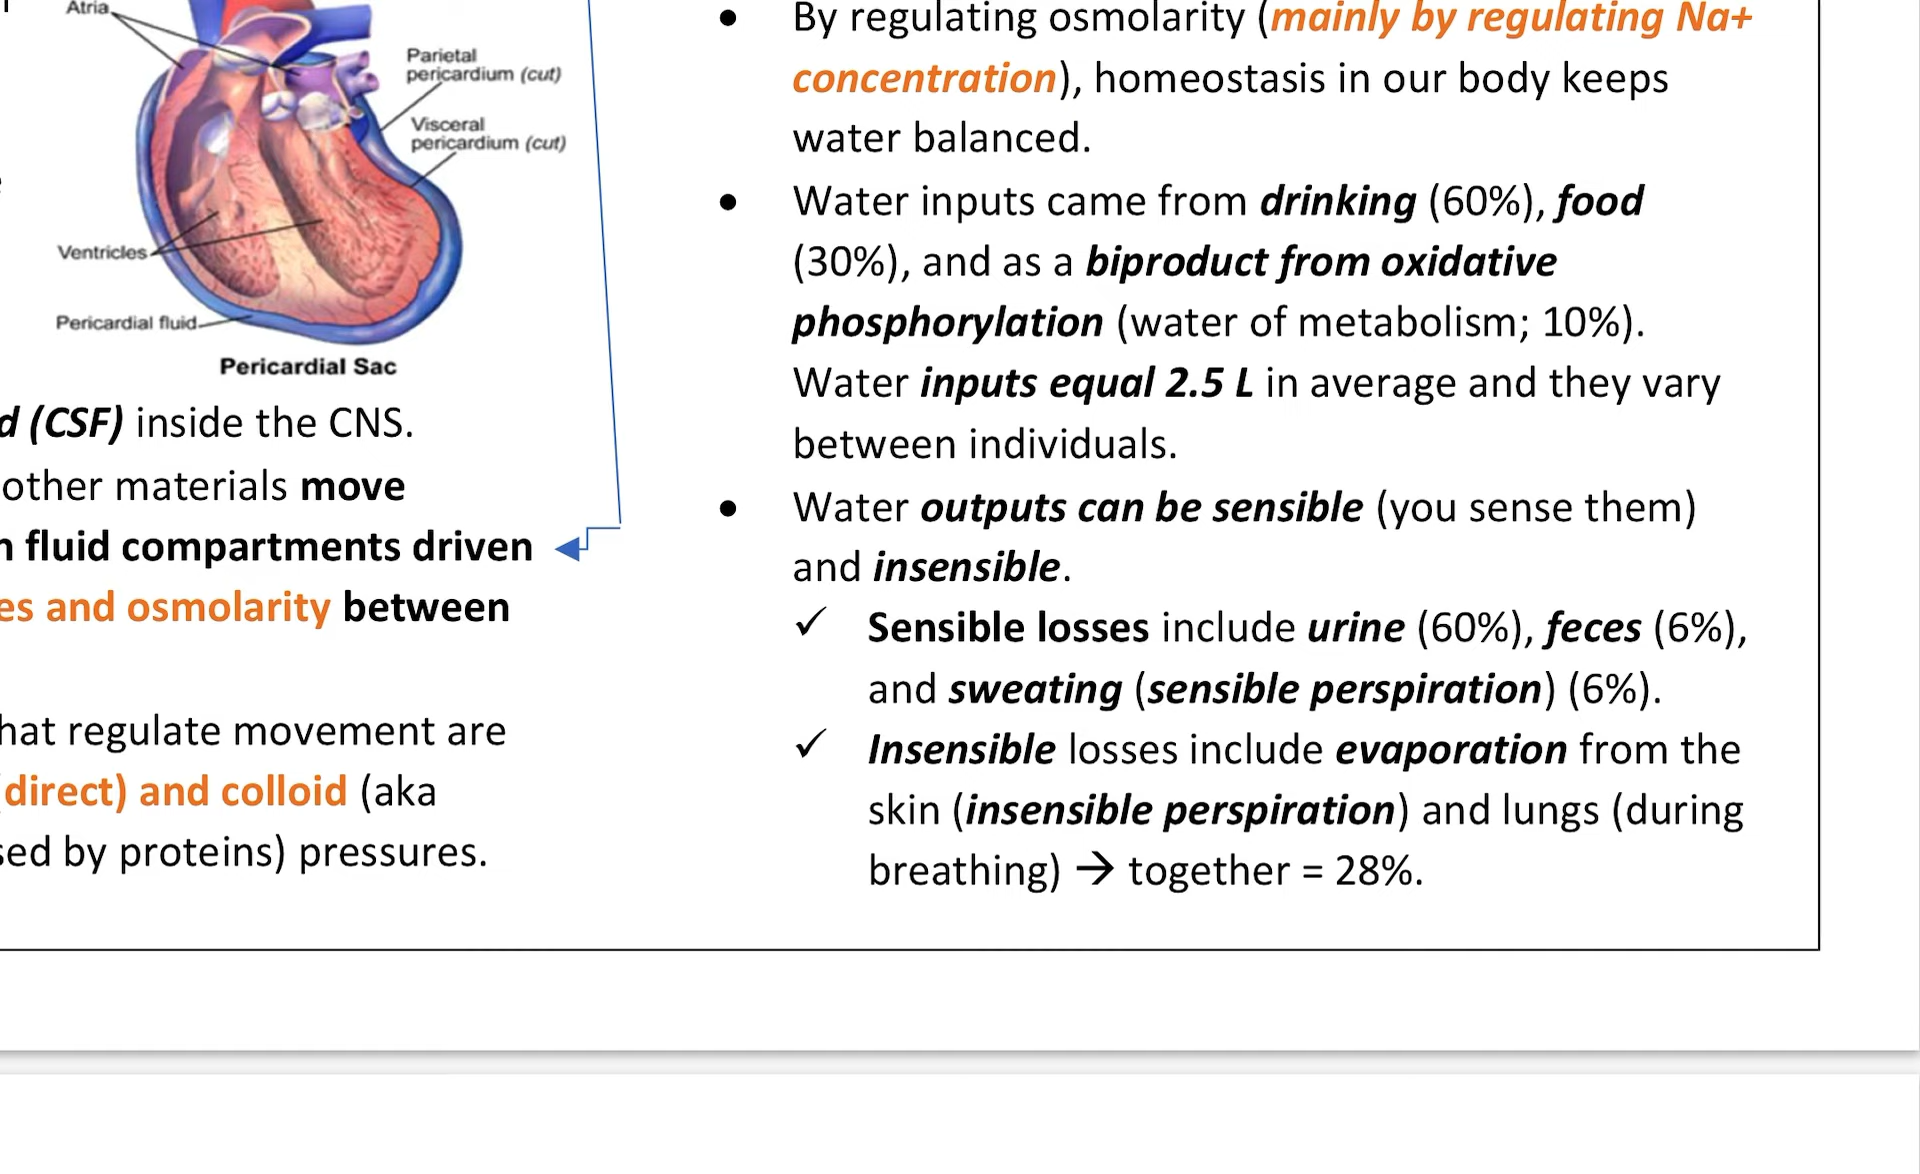 Atria
Parietal
pericardium (cut)
Visceral
pericardium (cut)
Ventricles
Pericardial fluid
Pericardial Sac
(CSF) inside the CNS.
other materials move
fluid compartments driven
and osmolarity between
regulate movement are
(direct) and colloid (aka
by proteins) pressures.
• By regulating osmolarity (mainly by regulating Na+
concentration), homeostasis in our body keeps
water balanced.
• Water inputs came from drinking (60%), food
(30%), and as a biproduct from oxidative
phosphorylation (water of metabolism; 10%).
Water inputs equal 2.5 L in average and they vary
between individuals.
• Water outputs can be sensible (you sense them)
and insensible.
✓ Sensible losses include urine (60%), feces (6%),
and sweating (sensible perspiration) (6%).
✓ Insensible losses include evaporation from the
skin (insensible perspiration) and lungs (during
breathing) → together = 28%.